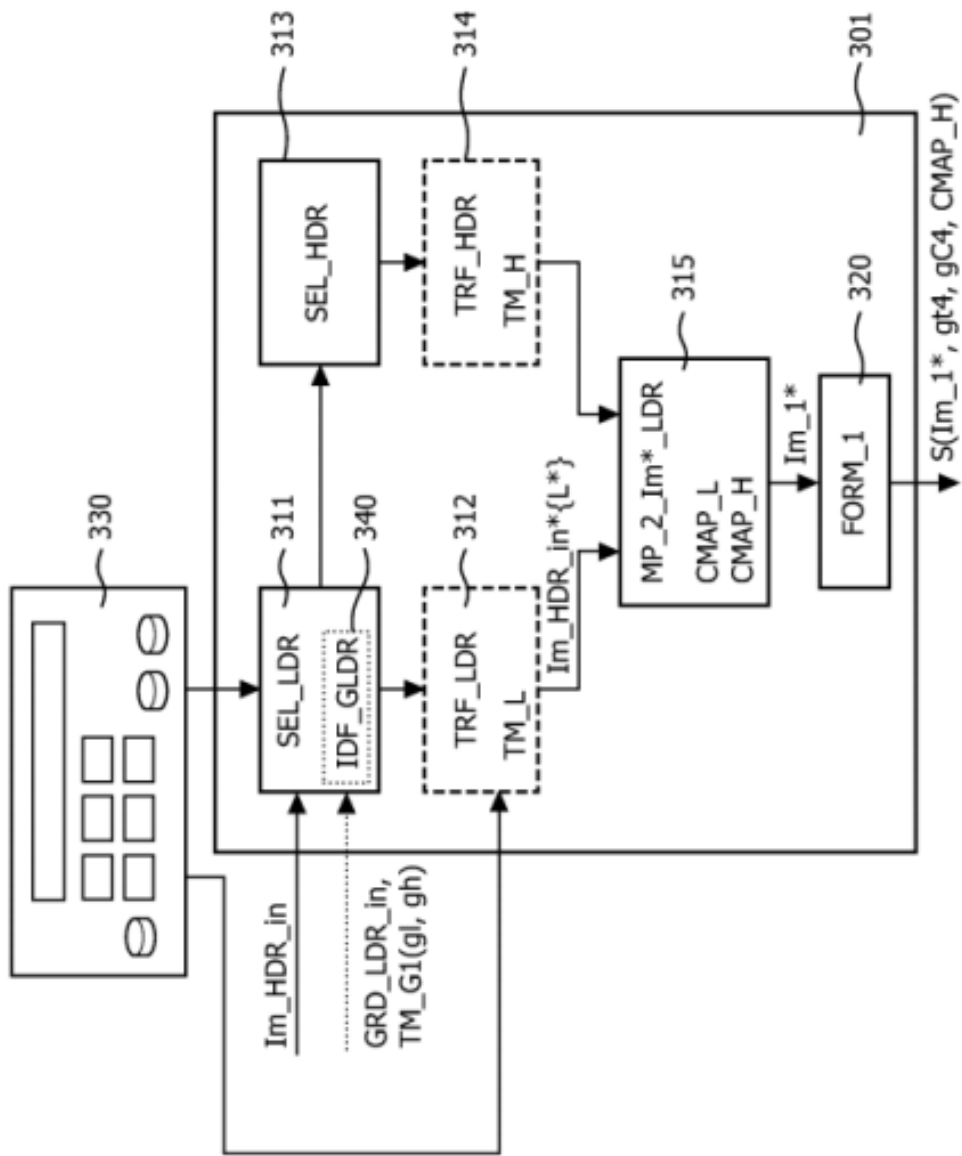 330
313
314
301
311
340
312
315
320
SEL_HDR
TRF_HDR
TM_H
SEL_LDR
IDF_GLDR
TRF_LDR
TM_L
Im_HDR_in
GRD_LDR_in,
TM_G1(gl, gh)
Im_HDR_in*{L*}
MP_2_Im*_LDR
CMAP_L
CMAP_H
Im_1*
FORM_1
S(Im_1*, gt4, gC4, CMAP_H)